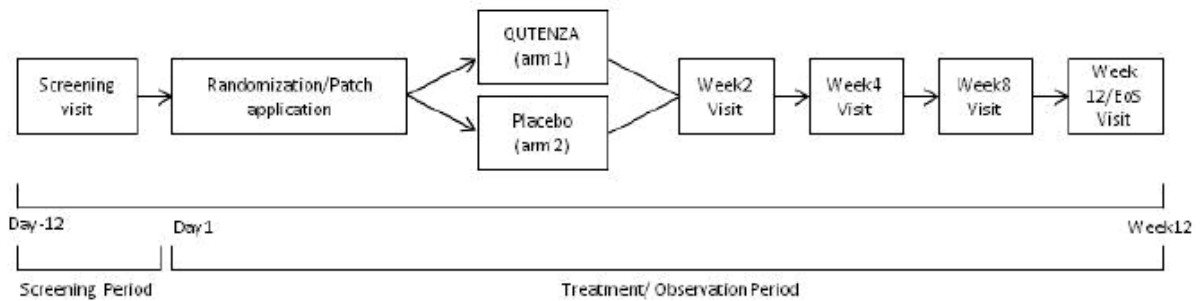 Screening
visit
Randomization/Patch
application
QUTENZA
(arm 1)
Placebo
(arm 2)
Week2
Visit
Week4
Visit
Week8
Visit
Week
12/EoS
Visit
Day-12
Day1
Week12
Screening Period
Treatment/ Observation Period